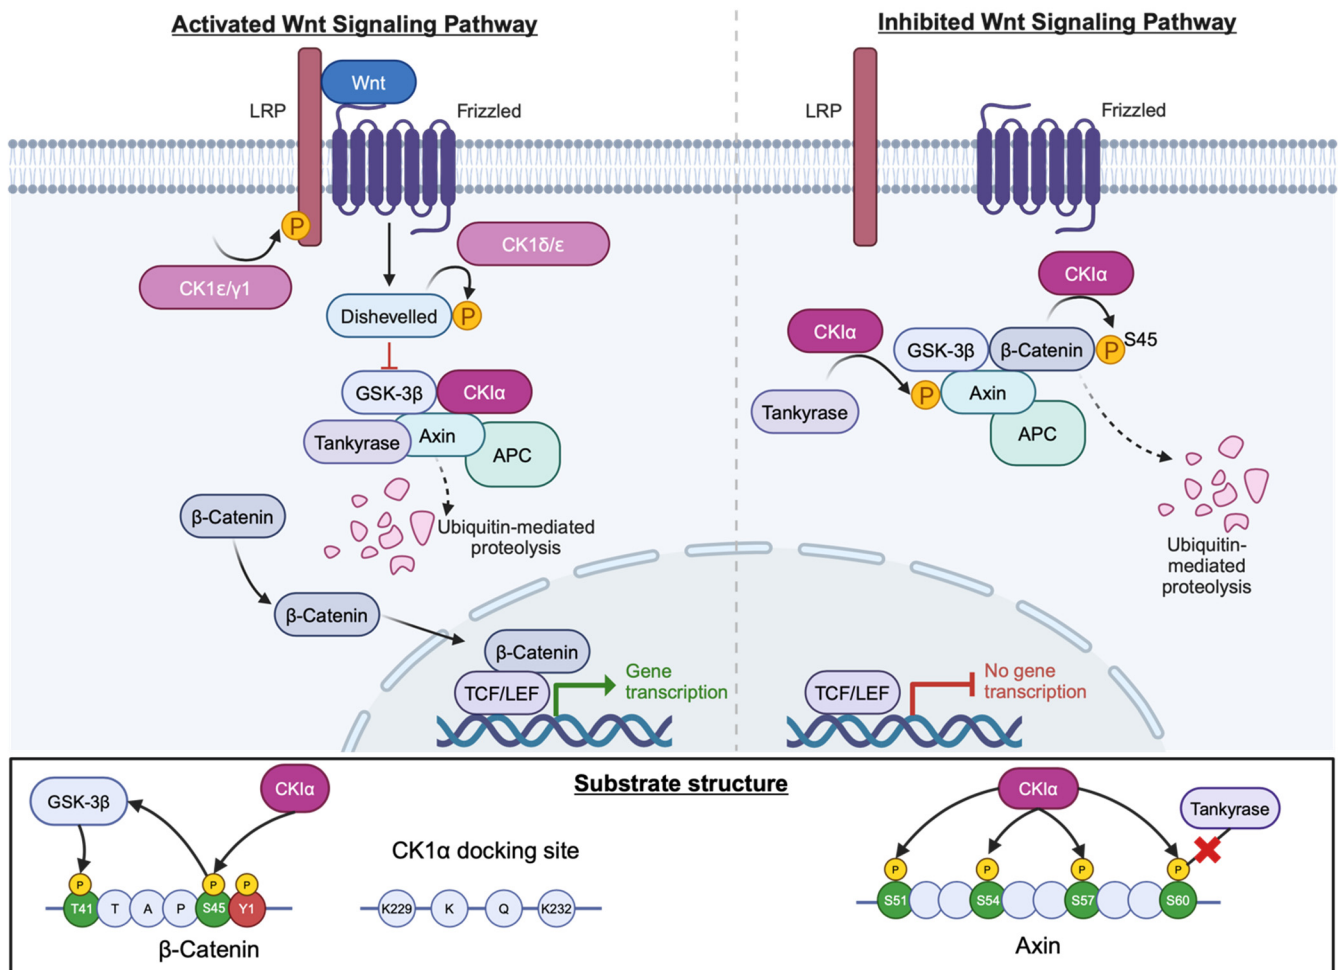 Activated Wnt Signaling Pathway
Inhibited Wnt Signaling Pathway
Wnt
LRP
Frizzled
P
CK1ε/γ1
CK1δ/ε
Dishevelled
P
GSK-3β
CKIα
Tankyrase
Axin
APC
β-Catenin
Ubiquitin-mediated
proteolysis
β-Catenin
β-Catenin
TCF/LEF
Gene
transcription
LRP
Frizzled
CKIα
CKIα
GSK-3β
β-Catenin
P
S45
Tankyrase
P
Axin
APC
Ubiquitin-
mediated
proteolysis
TCF/LEF
No gene
transcription
Substrate structure
GSK-3β
CKIα
P
P
P
T41
T
A
P
S45
Y1
β-Catenin
CK1α docking site
K229
K
Q
K232
CKIα
Tankyrase
P
P
P
P
S51
S54
S57
S60
Axin